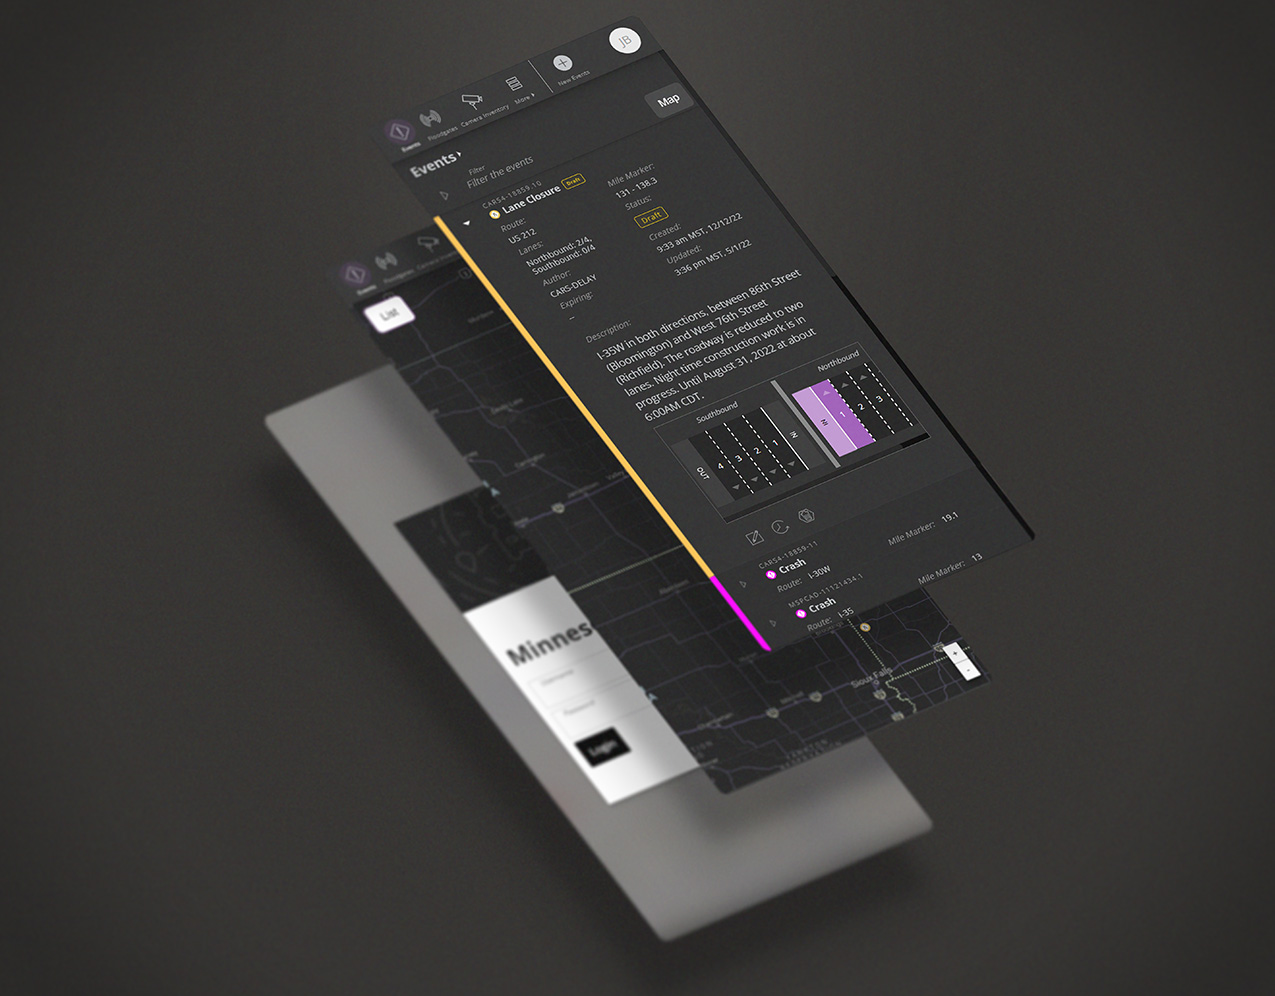 JB
New Events
More
Camera Inventory
Floodgates
Events
Map
Events
Filter
Filter the events
CARS4-18859-10
Lane Closure Draft
Route:
US 212
Lanes:
Northbound: 2/4,
Southbound: 0/4
Author:
CARS-DELAY
Expiring:
--
Mile Marker:
131 - 138.3
Status:
Draft
Created:
9:33 am MST, 12/12/22
Updated:
3:36 pm MST, 5/1/22
Description:
I-35W in both directions, between 86th Street
(Bloomington) and West 76th Street
(Richfield). The roadway is reduced to two
lanes. Night time construction work is in
progress. Until August 31, 2022 at about
6:00AM CDT.
Southbound
Northbound
OUT 4 3 2 1 IN
IN 1 2 3
CARS4-18859-11
Crash
Route: I-30W
Mile Marker: 19.1
MSPCAD-11121434.1
Crash
Route: I-35
Mile Marker: 13
Events
Floodgates
List
Sioux Falls
+
-
Minnes
Username
Password
Login